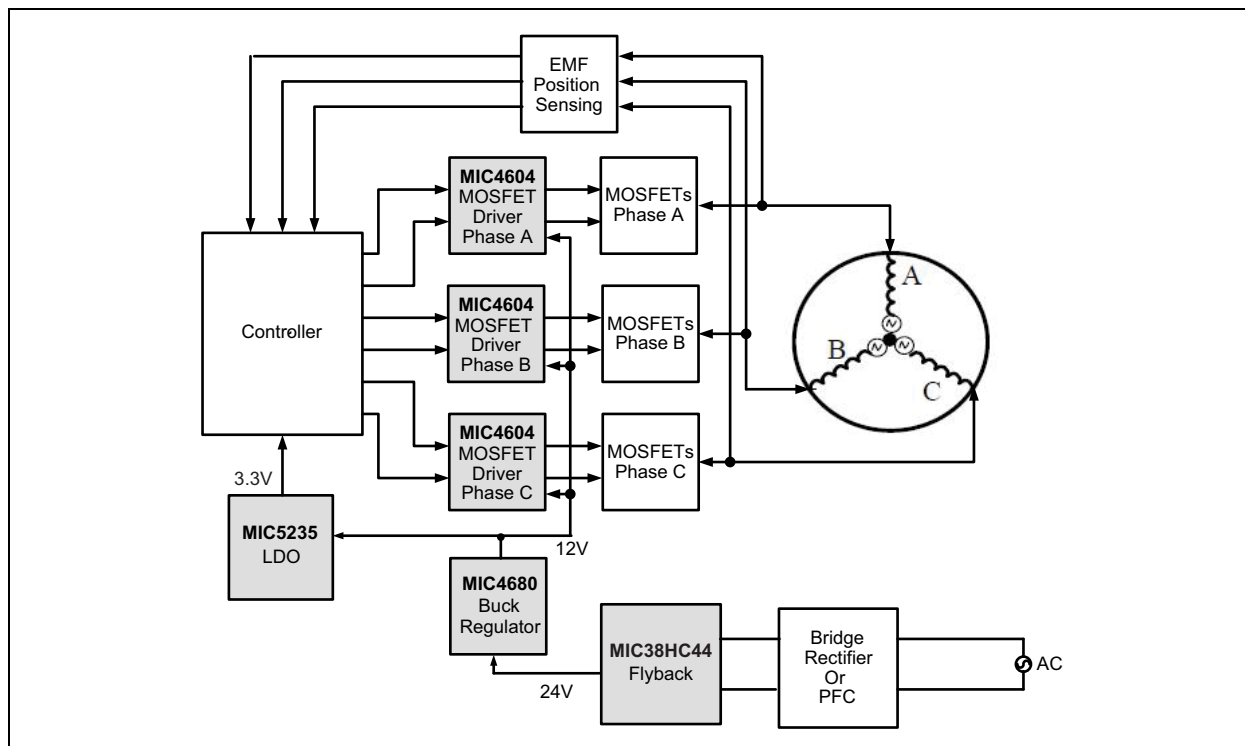 EMF
Position
Sensing
MIC4604
MOSFET
Driver
Phase A
MOSFETs
Phase A
Controller
MIC4604
MOSFET
Driver
Phase B
MOSFETs
Phase B
MIC4604
MOSFET
Driver
Phase C
MOSFETs
Phase C
A
B
C
3.3V
MIC5235
LDO
12V
MIC4680
Buck
Regulator
24V
MIC38HC44
Flyback
Bridge
Rectifier
Or
PFC
AC